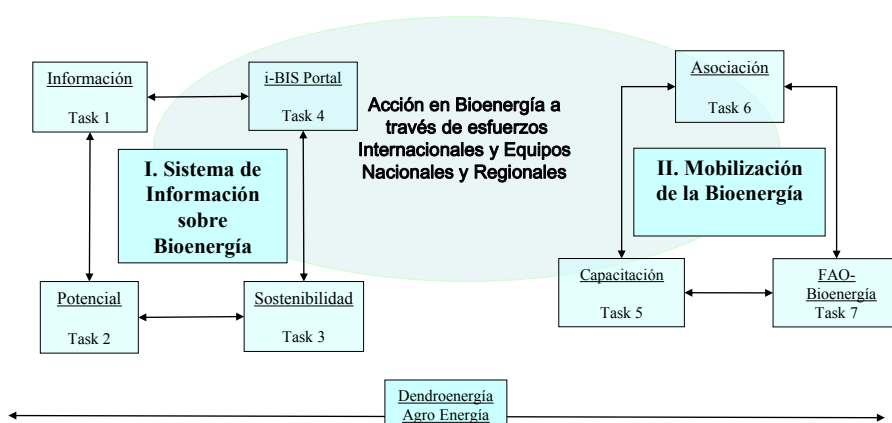 Información
Task 1
i-BIS Portal
Task 4
Acción en Bioenergía a
través de esfuerzos
Internacionales y Equipos
Nacionales y Regionales
Asociación
Task 6
I. Sistema de
Información
sobre
Bioenergía
II. Mobilización
de la Bioenergía
Potencial
Task 2
Sostenibilidad
Task 3
Capacitación
Task 5
FAO-
Bioenergía
Task 7
Dendroenergía
Agro Energía